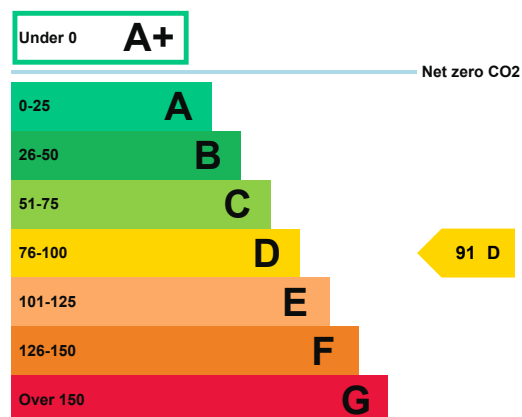 Under 0 A+
Net zero CO2
0-25 A
26-50 B
51-75 C
76-100 D
91 D
101-125 E
126-150 F
Over 150 G